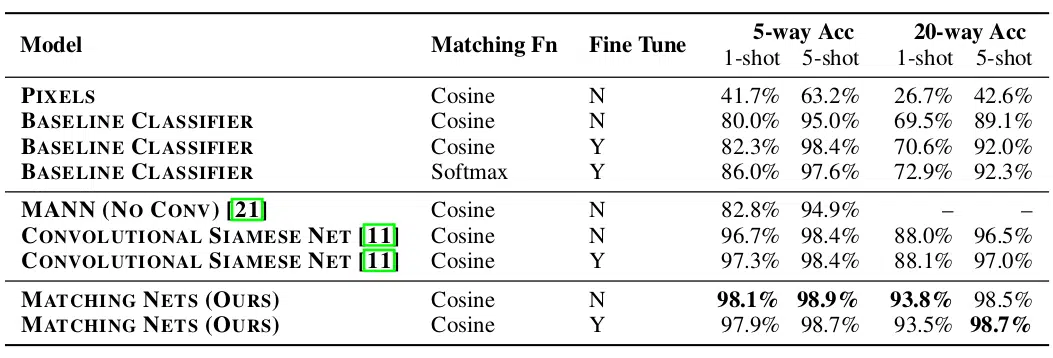 Model Matching Fn Fine Tune 5-way Acc 20-way Acc
1-shot 5-shot 1-shot 5-shot
PIXELS Cosine N 41.7% 63.2% 26.7% 42.6%
BASELINE CLASSIFIER Cosine N 80.0% 95.0% 69.5% 89.1%
BASELINE CLASSIFIER Cosine Y 82.3% 98.4% 70.6% 92.0%
BASELINE CLASSIFIER Softmax Y 86.0% 97.6% 72.9% 92.3%
MANN (NO CONV) [21] Cosine N 82.8% 94.9% – –
CONVOLUTIONAL SIAMESE NET [11] Cosine N 96.7% 98.4% 88.0% 96.5%
CONVOLUTIONAL SIAMESE NET [11] Cosine Y 97.3% 98.4% 88.1% 97.0%
MATCHING NETS (OURS) Cosine N 98.1% 98.9% 93.8% 98.5%
MATCHING NETS (OURS) Cosine Y 97.9% 98.7% 93.5% 98.7%